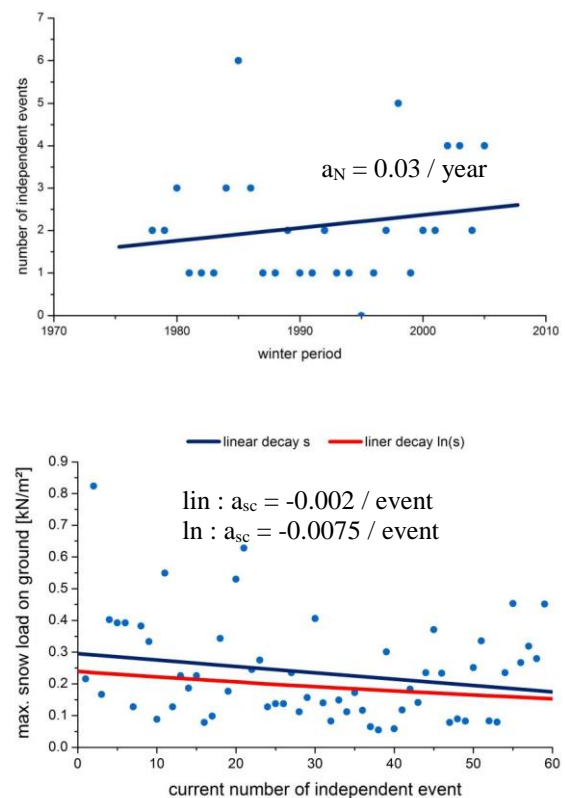 7
6
5
4
3
2
1
0
number of independent events
aN = 0.03 / year
1970 1980 1990 2000 2010
winter period
linear decay s liner decay ln(s)
0.9
0.8
0.7
0.6
0.5
0.4
0.3
0.2
0.1
0.0
max. snow load on ground [kN/m²]
lin : asc = -0.002 / event
ln : asc = -0.0075 / event
0 10 20 30 40 50 60
current number of independent event